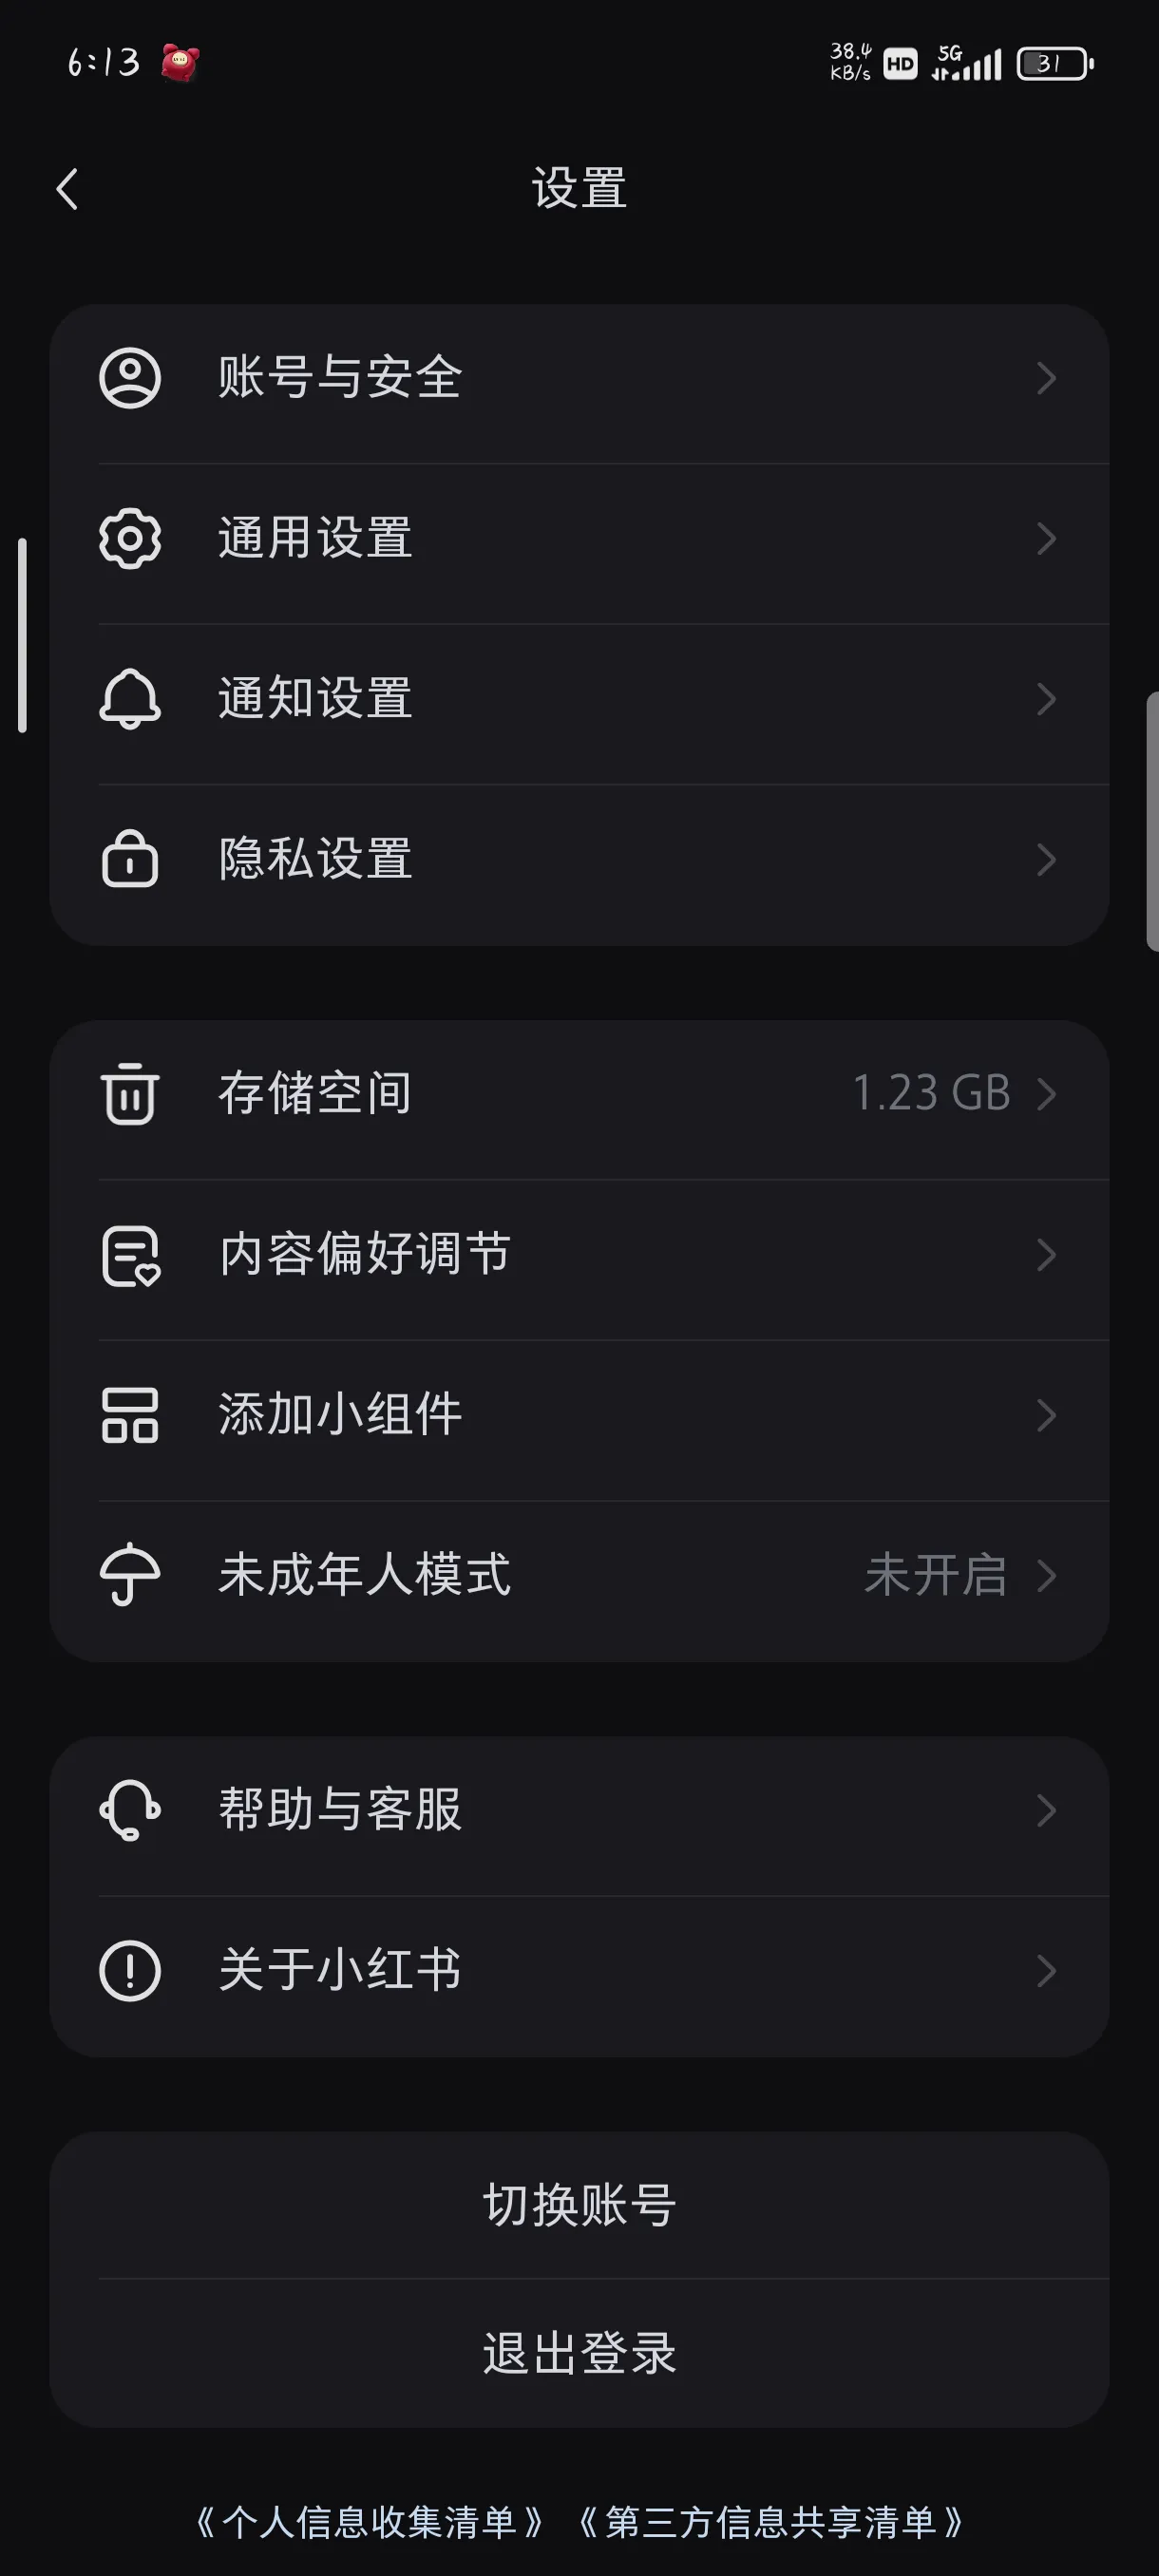 6:13
38.4 KB/s HD 5G 31
设置
账号与安全
通用设置
通知设置
隐私设置
存储空间 1.23 GB
内容偏好调节
添加小组件
未成年人模式 未开启
帮助与客服
关于小红书
切换账号
退出登录
《个人信息收集清单》 《第三方信息共享清单》